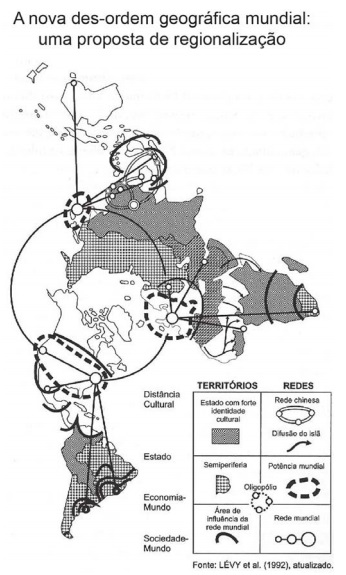 A nova des-ordem geográfica mundial:
uma proposta de regionalização
Distância
Cultural
Estado
Economia-
Mundo
Sociedade-
Mundo
TERRITÓRIOS
REDES
Estado com forte
identidade
cultural
Rede chinesa
Difusão do islã
Semiperiferia
Potência mundial
Oligopólio
Área de
influência da
rede mundial
Rede mundial
Fonte: LÉVY et al. (1992), atualizado.